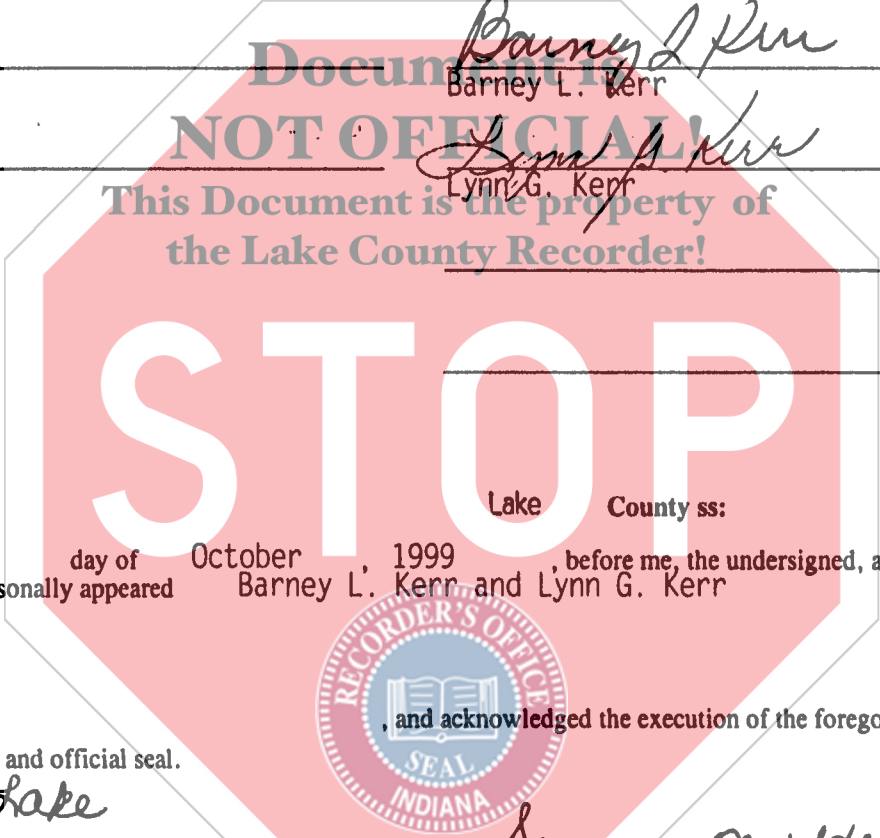 Barney L Kerr
Document is
Barney L. Kerr
NOT OFFICIAL!
Lynn G. Kerr
Lynn G. Kerr
This Document is the property of
the Lake County Recorder!
STOP
Lake County ss:
day of October , 1999 , before me, the undersigned, a
sonally appeared Barney L. Kerr and Lynn G. Kerr
RECORDER'S OFFICE
, and acknowledged the execution of the forego
and official seal.
SEAL
INDIANA
Lake